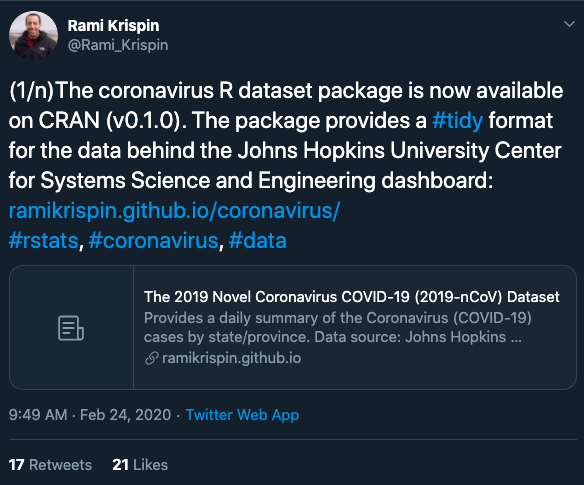 Rami Krispin
@Rami_Krispin
(1/n)The coronavirus R dataset package is now available
on CRAN (v0.1.0). The package provides a #tidy format
for the data behind the Johns Hopkins University Center
for Systems Science and Engineering dashboard:
ramikrispin.github.io/coronavirus/
#rstats, #coronavirus, #data
The 2019 Novel Coronavirus COVID-19 (2019-nCoV) Dataset
Provides a daily summary of the Coronavirus (COVID-19)
cases by state/province. Data source: Johns Hopkins ...
ramikrispin.github.io
9:49 AM · Feb 24, 2020 · Twitter Web App
17 Retweets 21 Likes